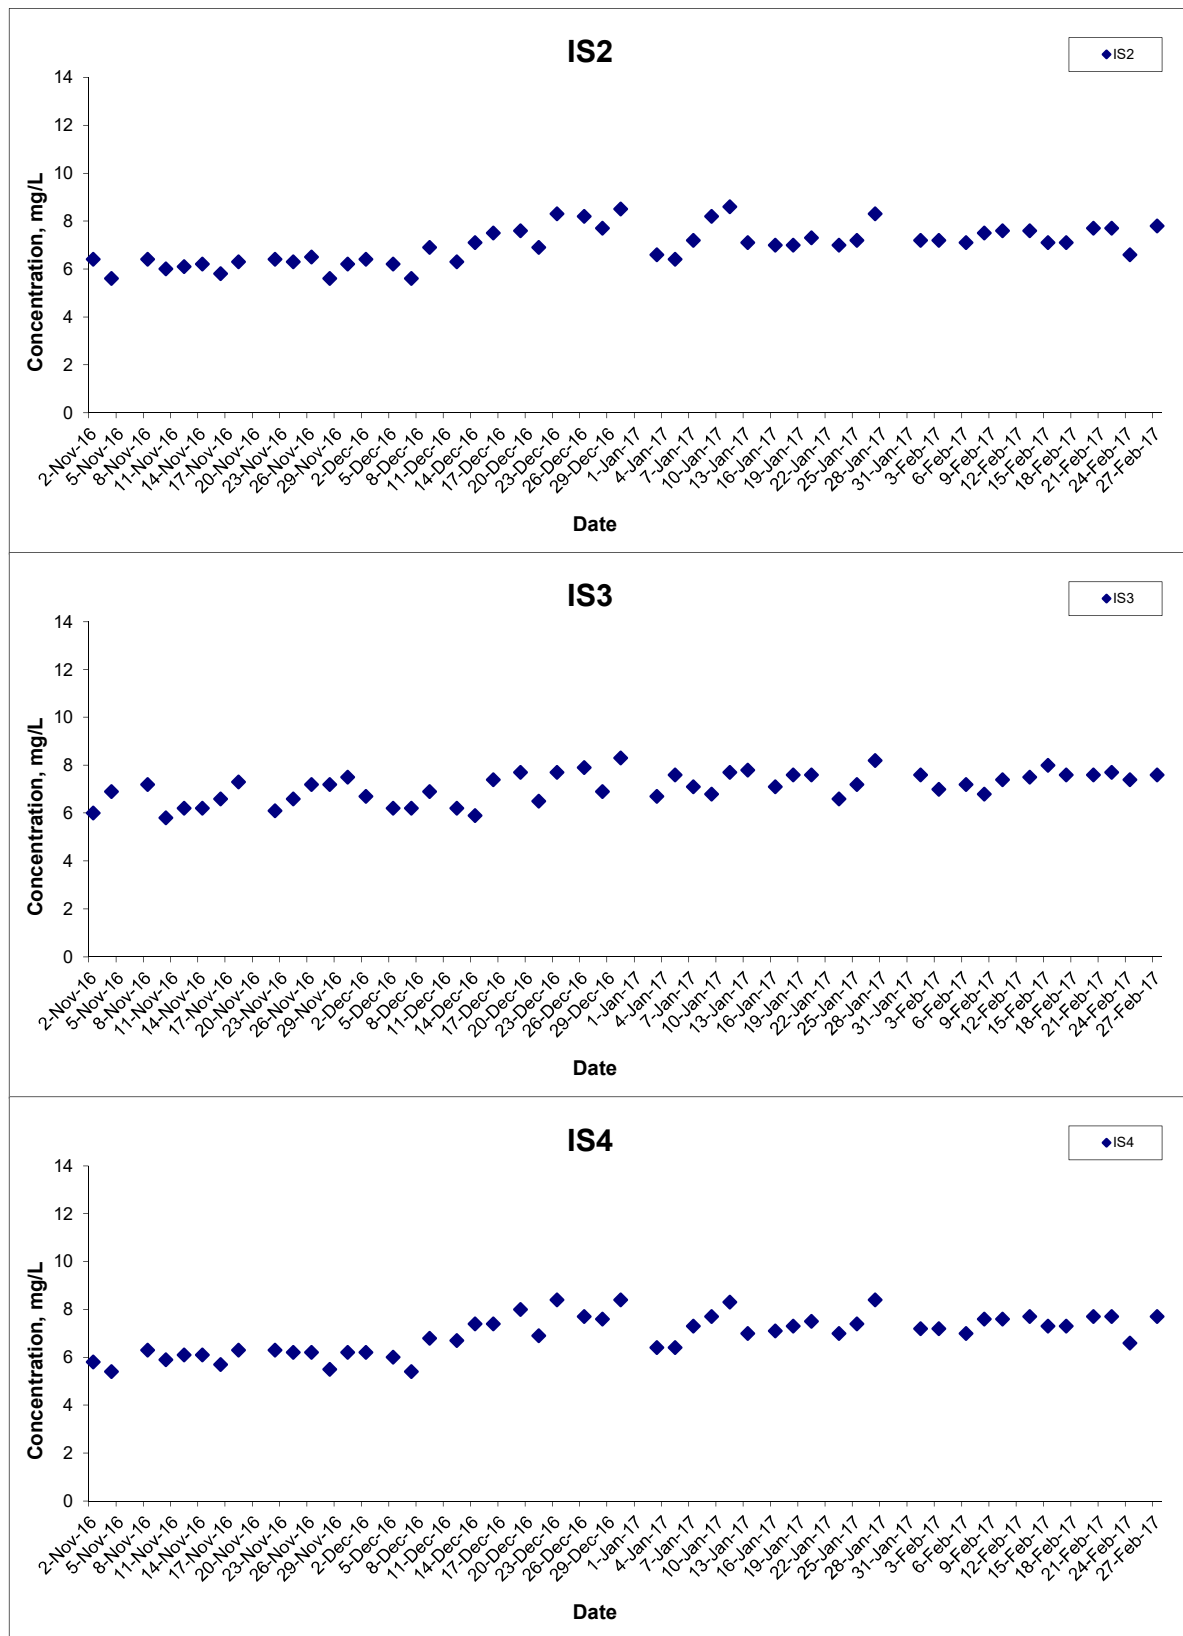 IS2
IS2
14
12
10
8
6
4
2
0
Concentration, mg/L
2-Nov-16
5-Nov-16
8-Nov-16
11-Nov-16
14-Nov-16
17-Nov-16
20-Nov-16
23-Nov-16
26-Nov-16
29-Nov-16
2-Dec-16
5-Dec-16
8-Dec-16
11-Dec-16
14-Dec-16
17-Dec-16
20-Dec-16
23-Dec-16
26-Dec-16
29-Dec-16
1-Jan-17
4-Jan-17
7-Jan-17
10-Jan-17
13-Jan-17
16-Jan-17
19-Jan-17
22-Jan-17
25-Jan-17
28-Jan-17
31-Jan-17
3-Feb-17
6-Feb-17
9-Feb-17
12-Feb-17
15-Feb-17
18-Feb-17
21-Feb-17
24-Feb-17
27-Feb-17
Date
IS3
IS3
14
12
10
8
6
4
2
0
Concentration, mg/L
2-Nov-16
5-Nov-16
8-Nov-16
11-Nov-16
14-Nov-16
17-Nov-16
20-Nov-16
23-Nov-16
26-Nov-16
29-Nov-16
2-Dec-16
5-Dec-16
8-Dec-16
11-Dec-16
14-Dec-16
17-Dec-16
20-Dec-16
23-Dec-16
26-Dec-16
29-Dec-16
1-Jan-17
4-Jan-17
7-Jan-17
10-Jan-17
13-Jan-17
16-Jan-17
19-Jan-17
22-Jan-17
25-Jan-17
28-Jan-17
31-Jan-17
3-Feb-17
6-Feb-17
9-Feb-17
12-Feb-17
15-Feb-17
18-Feb-17
21-Feb-17
24-Feb-17
27-Feb-17
Date
IS4
IS4
14
12
10
8
6
4
2
0
Concentration, mg/L
2-Nov-16
5-Nov-16
8-Nov-16
11-Nov-16
14-Nov-16
17-Nov-16
20-Nov-16
23-Nov-16
26-Nov-16
29-Nov-16
2-Dec-16
5-Dec-16
8-Dec-16
11-Dec-16
14-Dec-16
17-Dec-16
20-Dec-16
23-Dec-16
26-Dec-16
29-Dec-16
1-Jan-17
4-Jan-17
7-Jan-17
10-Jan-17
13-Jan-17
16-Jan-17
19-Jan-17
22-Jan-17
25-Jan-17
28-Jan-17
31-Jan-17
3-Feb-17
6-Feb-17
9-Feb-17
12-Feb-17
15-Feb-17
18-Feb-17
21-Feb-17
24-Feb-17
27-Feb-17
Date